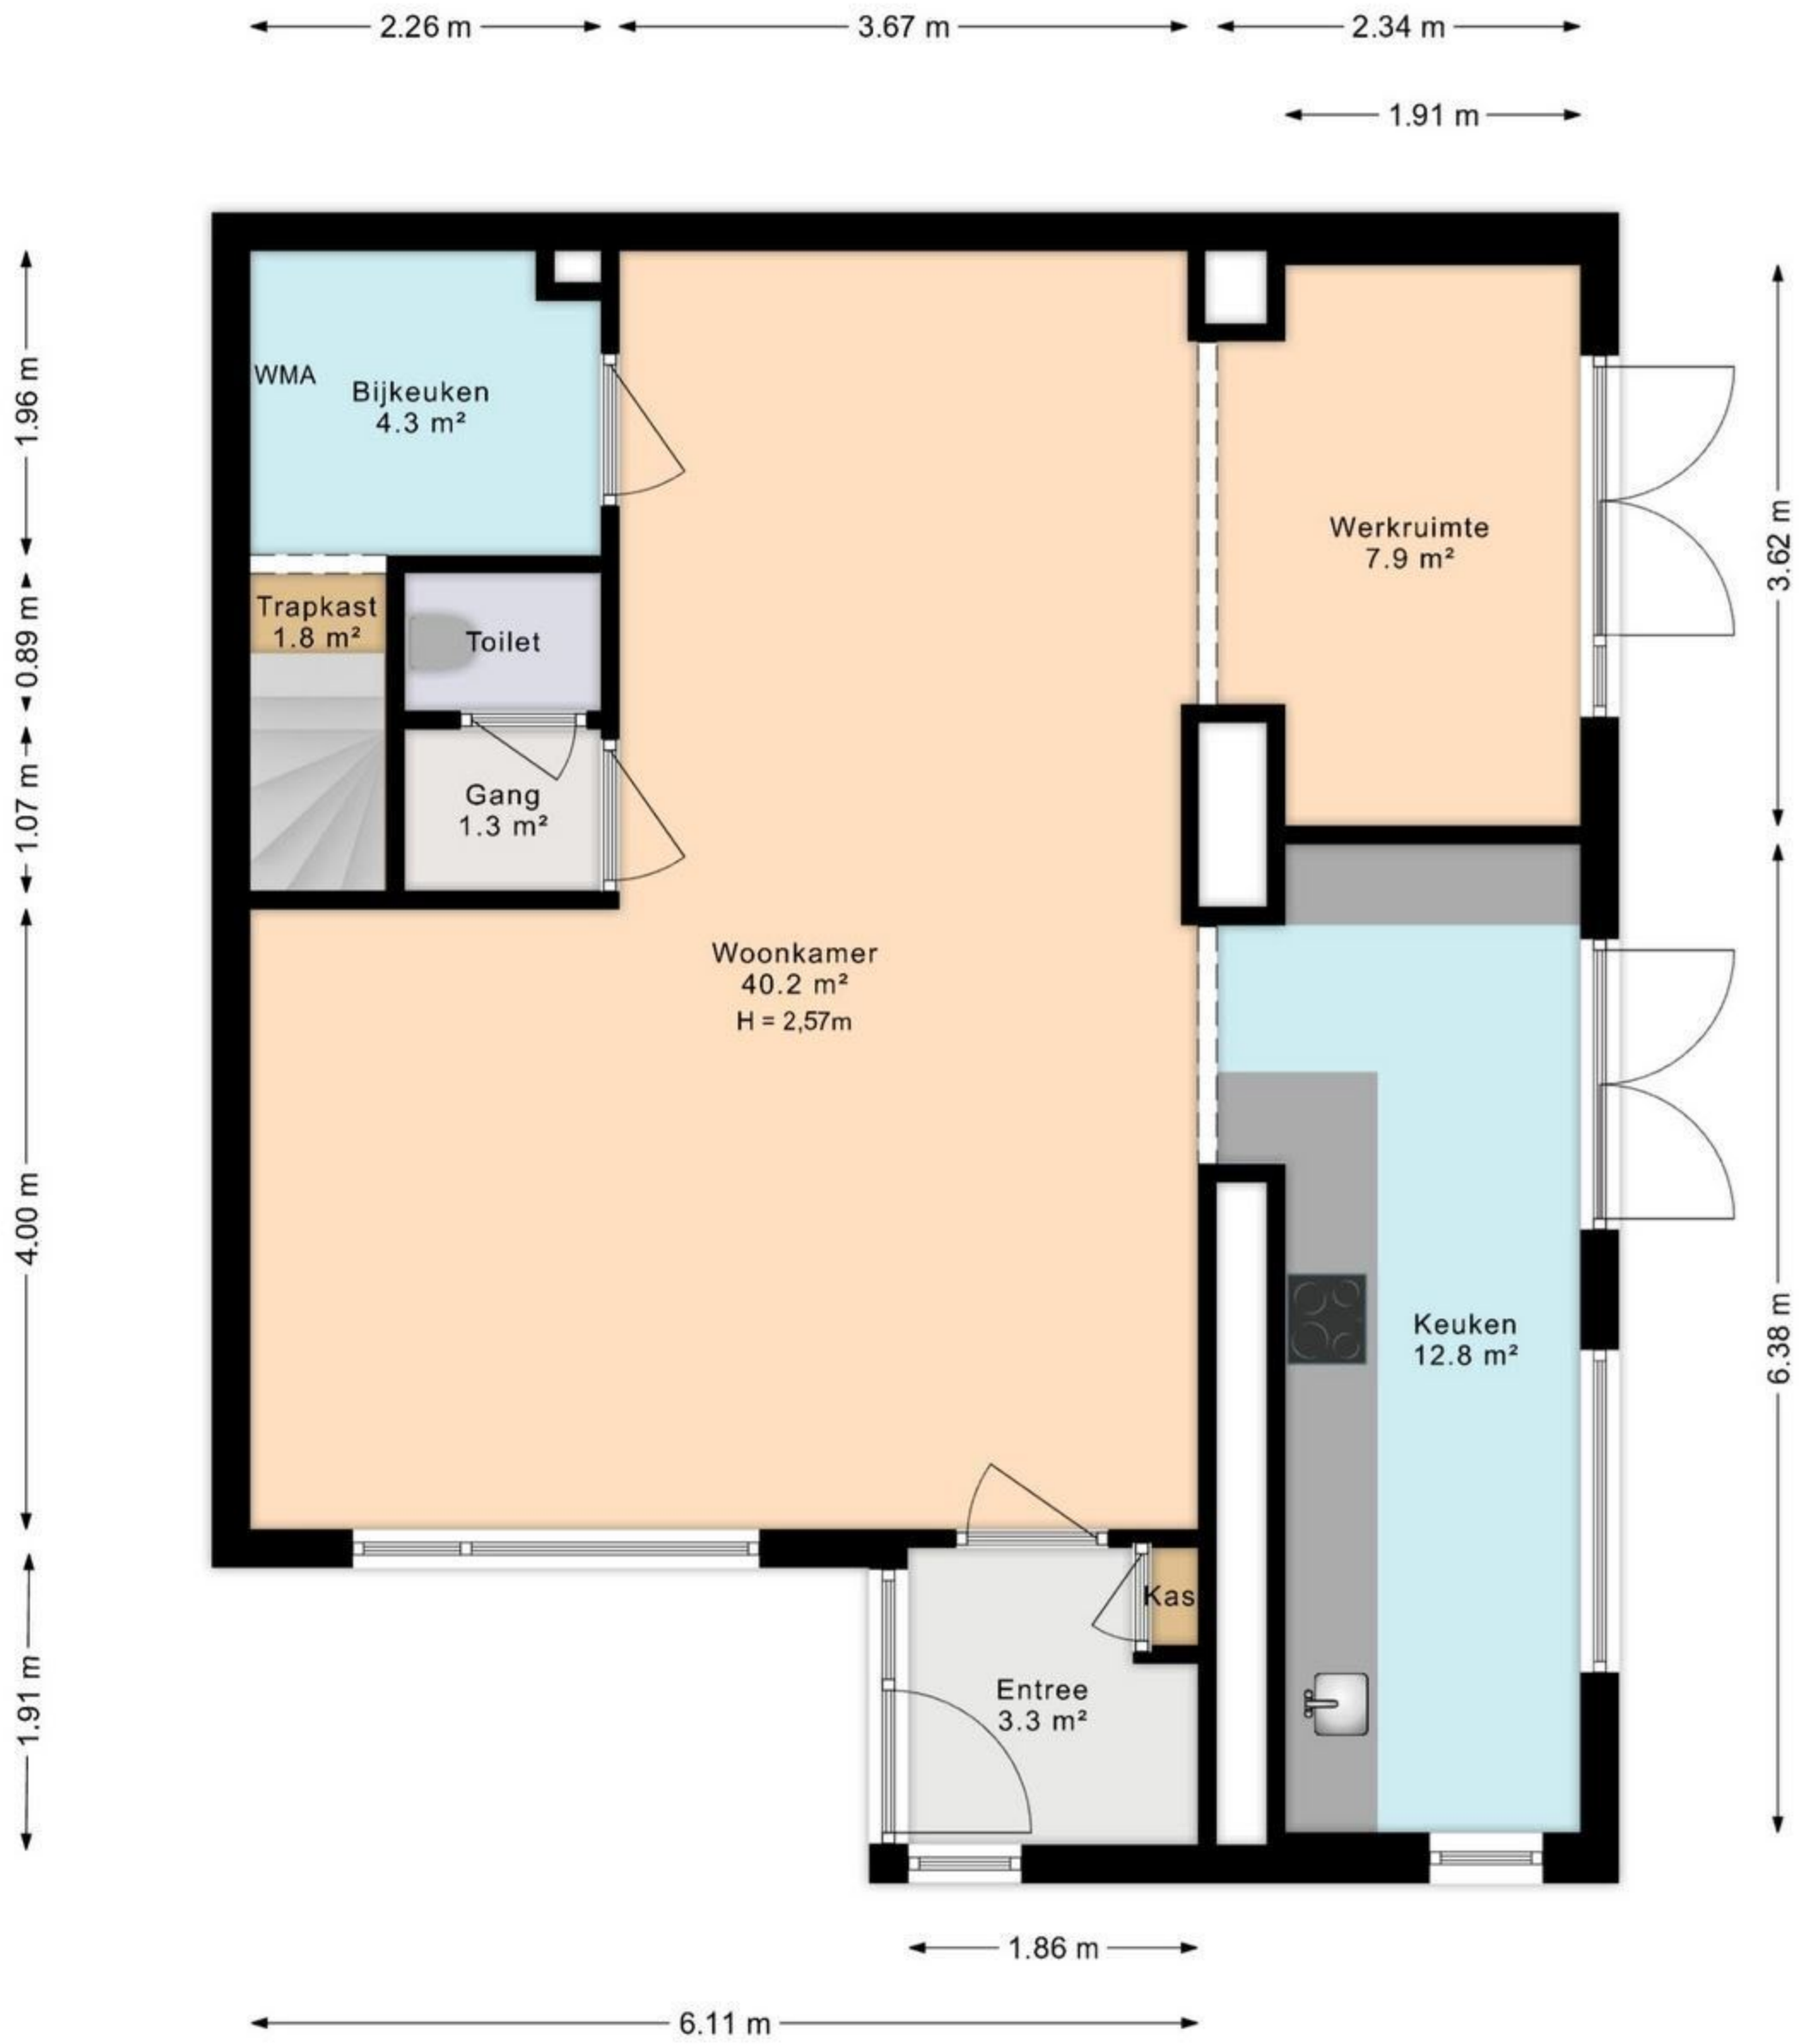 2.26 m
3.67 m
2.34 m
1.91 m
1.96 m
WMA
Bijkeuken
4.3 m²
Werkruimte
7.9 m²
3.62 m
0.89 m
Trapkast
1.8 m²
Toilet
1.07 m
Gang
1.3 m²
Woonkamer
40.2 m²
H = 2,57m
4.00 m
Keuken
12.8 m²
6.38 m
Kas
1.91 m
Entree
3.3 m²
1.86 m
6.11 m